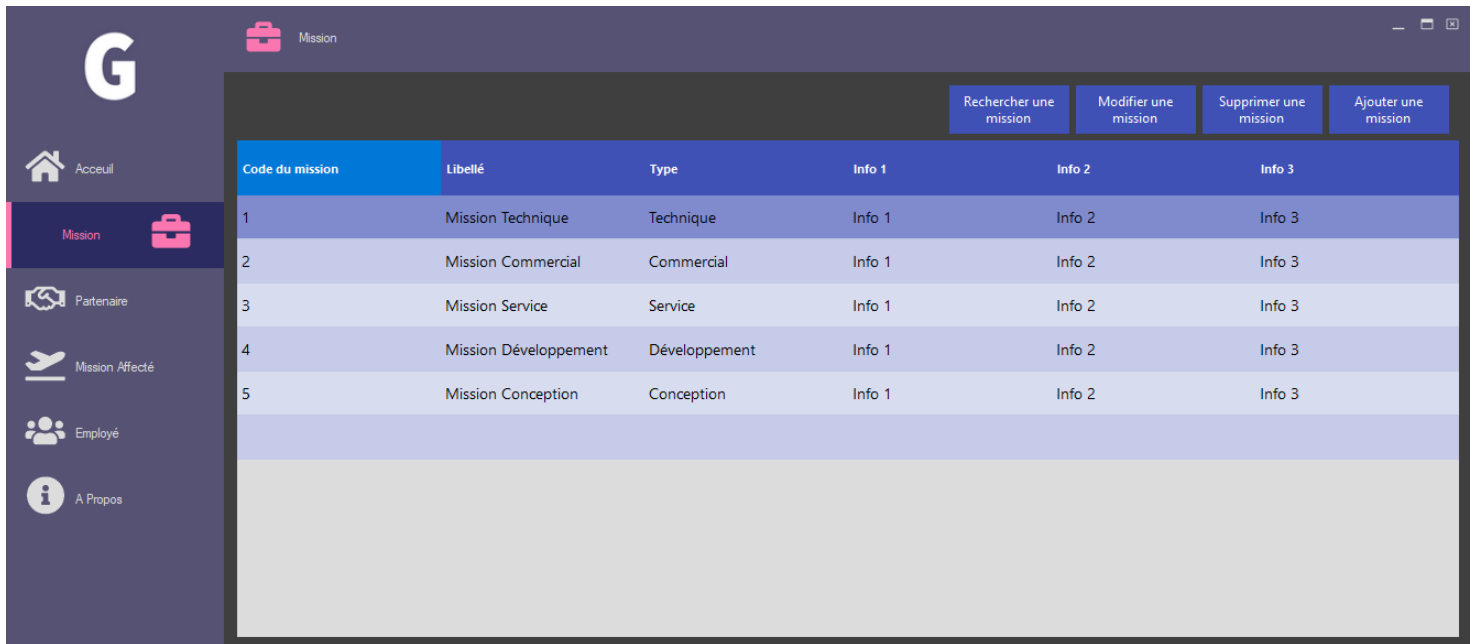 G
Mission
Rechercher une
mission
Modifier une
mission
Supprimer une
mission
Ajouter une
mission
Acceuil
Mission
Partenaire
Mission Affecté
Employé
A Propos
Code du mission Libellé Type Info 1 Info 2 Info 3
1 Mission Technique Technique Info 1 Info 2 Info 3
2 Mission Commercial Commercial Info 1 Info 2 Info 3
3 Mission Service Service Info 1 Info 2 Info 3
4 Mission Développement Développement Info 1 Info 2 Info 3
5 Mission Conception Conception Info 1 Info 2 Info 3